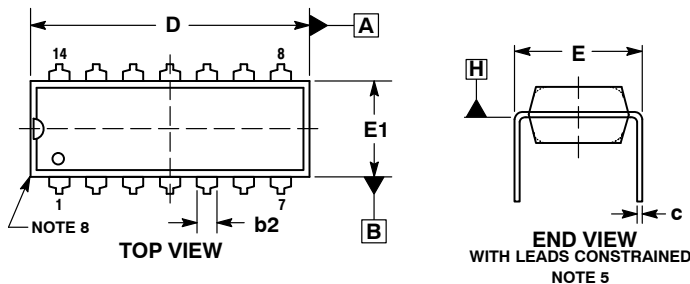 D
A
14
8
E1
1
7
NOTE 8
b2
B
TOP VIEW
E
H
c
END VIEW
WITH LEADS CONSTRAINED
NOTE 5